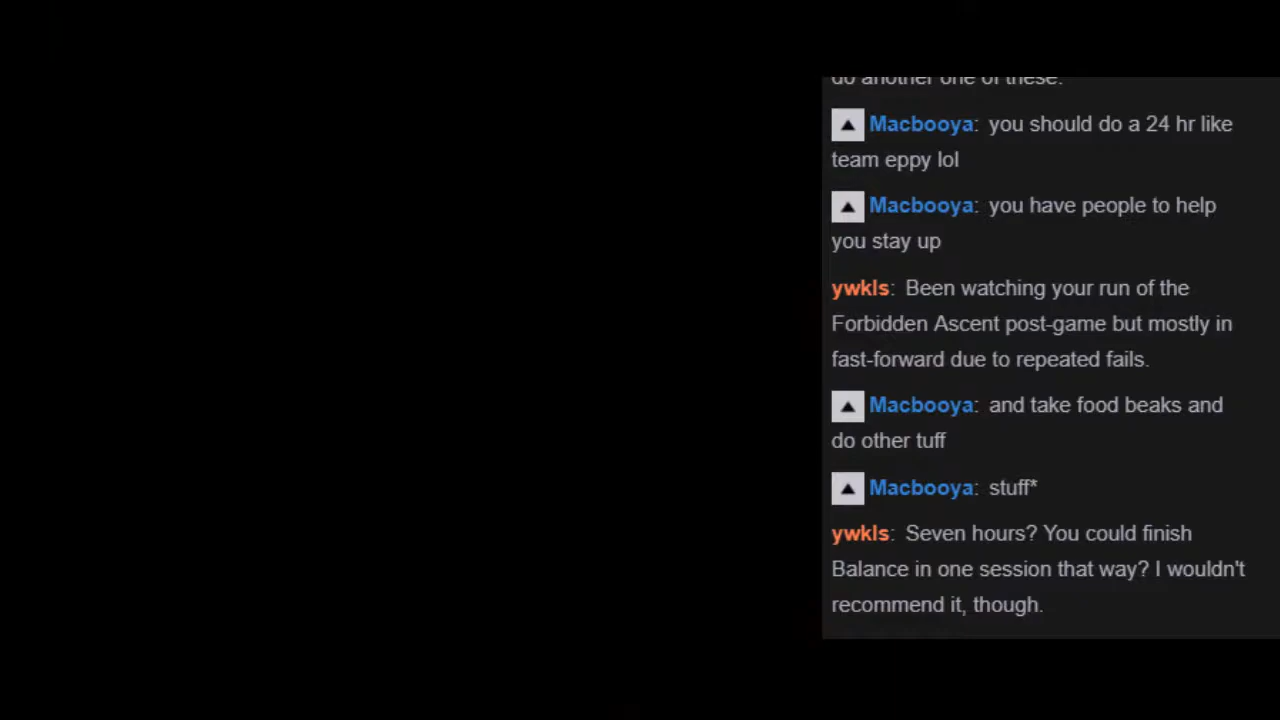 do another one of these.
Macbooya: you should do a 24 hr like
team eppy lol
Macbooya: you have people to help
you stay up
ywkls: Been watching your run of the
Forbidden Ascent post-game but mostly in
fast-forward due to repeated fails.
Macbooya: and take food beaks and
do other tuff
Macbooya: stuff*
ywkls: Seven hours? You could finish
Balance in one session that way? I wouldn't
recommend it, though.